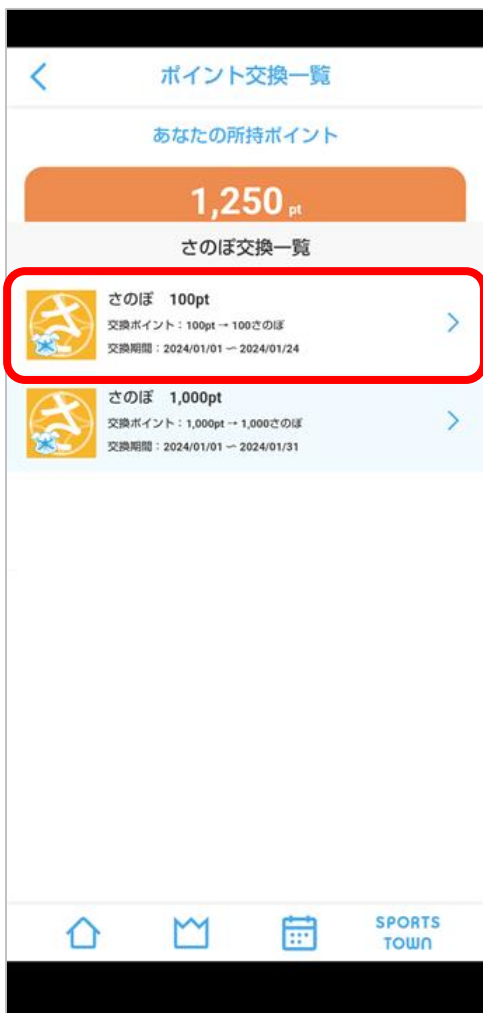 ポイント交換一覧
あなたの所持ポイント
1,250 pt
さのぽ交換一覧
さ
さのぽ 100pt
交換ポイント：100pt → 100さのぽ
交換期間：2024/01/01 ～ 2024/01/24
さ
さのぽ 1,000pt
交換ポイント：1,000pt → 1,000さのぽ
交換期間：2024/01/01 ～ 2024/01/31
SPORTS
TOWN